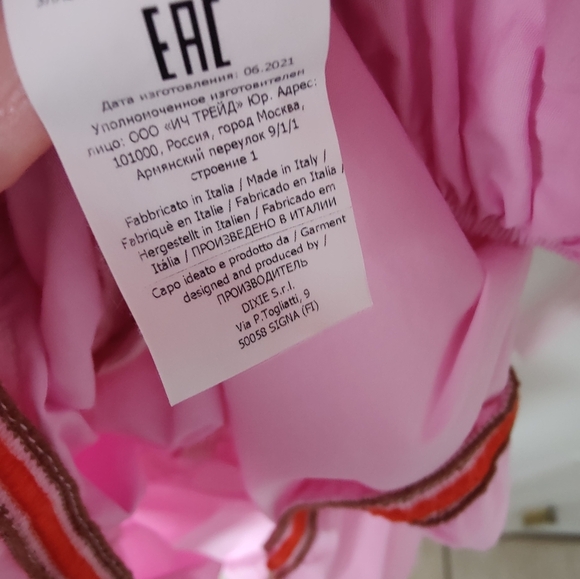 EAC
Дата изготовления: 06.2021
Уполномоченное изготовителем
лицо: ООО «ИЧ ТРЕЙД» Юр. Адрес:
101000, Россия, город Москва,
Армянский переулок 9/1/1
строение 1
Fabbricato in Italia / Made in Italy /
Fabriqué en Italie / Fabricado en Italia /
Hergestellt in Italien / Fabricado em
Itália / ПРОИЗВЕДЕНО В ИТАЛИИ
Capo ideato e prodotto da / Garment
designed and produced by /
ПРОИЗВОДИТЕЛЬ
DIXIE S.r.l.
Via P.Togliatti, 9
50058 SIGNA (FI)